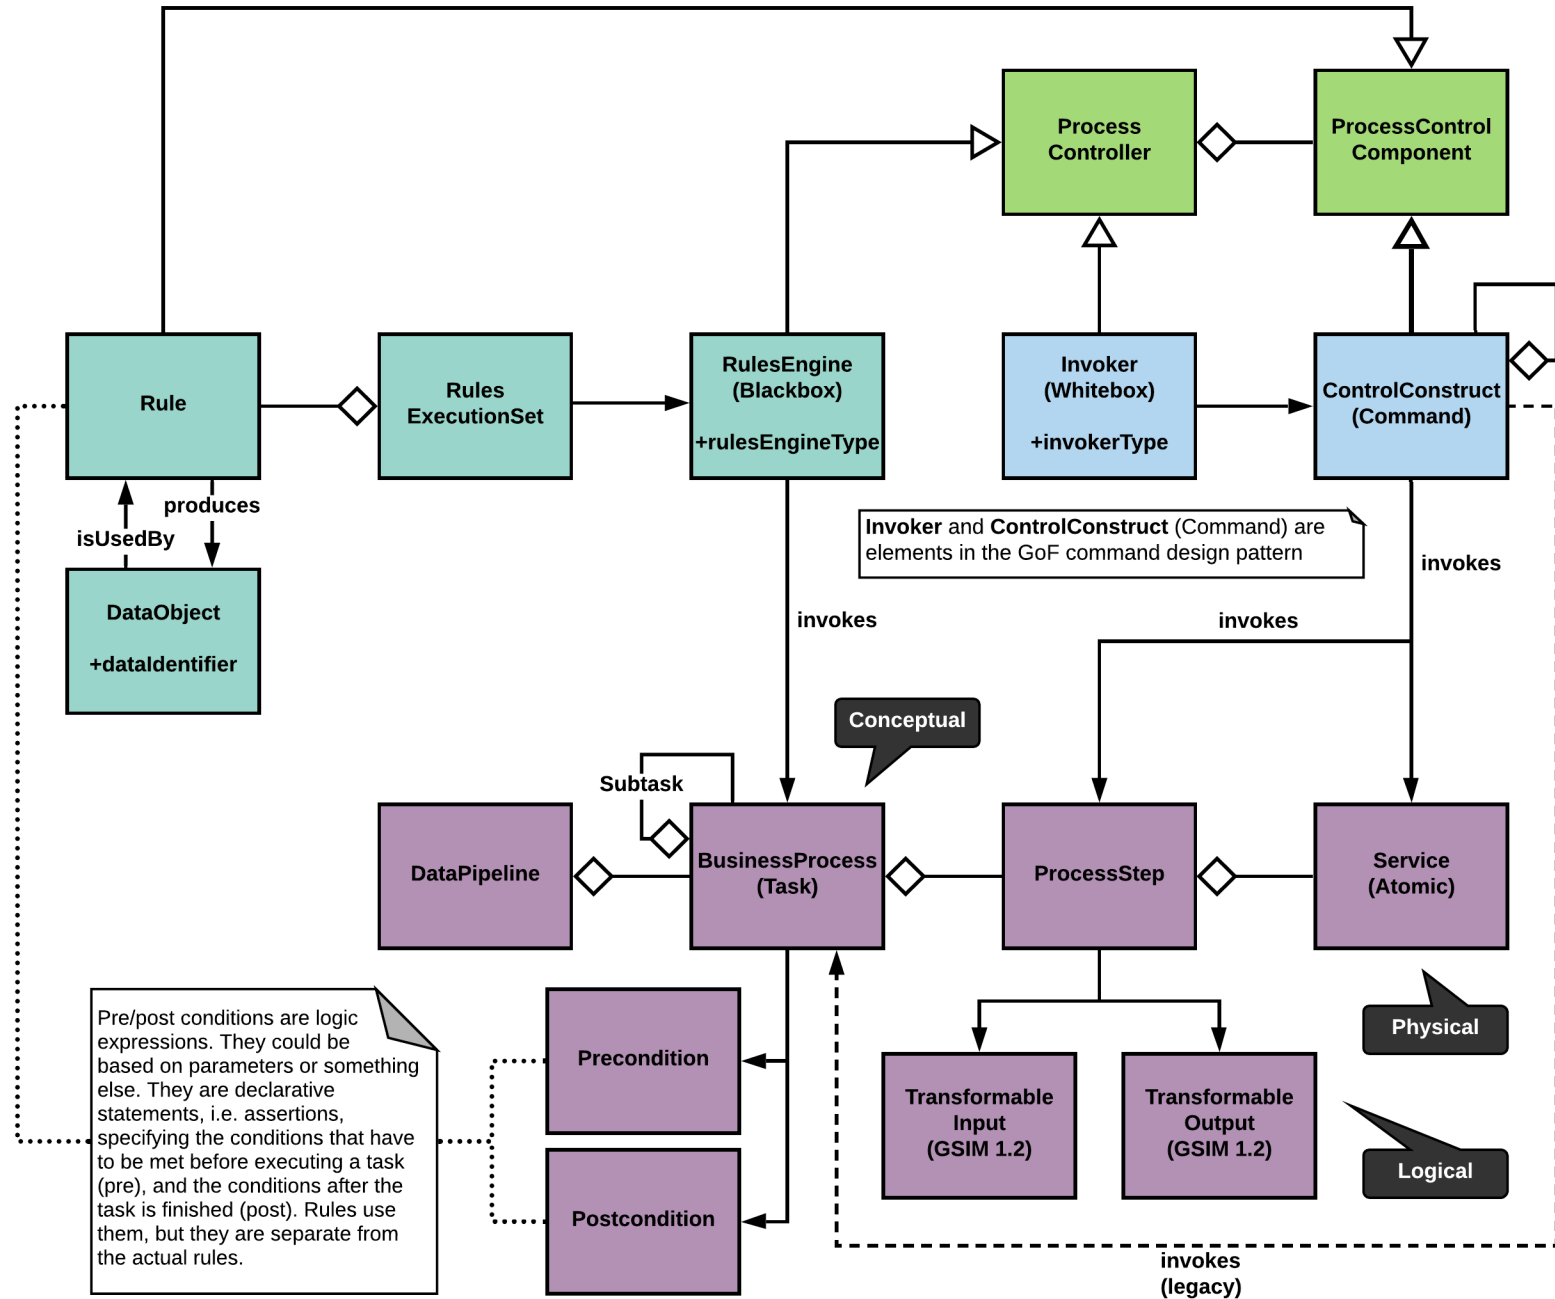 Process
Controller
ProcessControl
Component
Rule
Rules
ExecutionSet
RulesEngine
(Blackbox)
+rulesEngineType
Invoker
(Whitebox)
+invokerType
ControlConstruct
(Command)
produces
isUsedBy
Invoker and ControlConstruct (Command) are
elements in the GoF command design pattern
invokes
DataObject
+dataIdentifier
invokes
invokes
Conceptual
Subtask
DataPipeline
BusinessProcess
(Task)
ProcessStep
Service
(Atomic)
Pre/post conditions are logic
expressions. They could be
based on parameters or something
else. They are declarative
statements, i.e. assertions,
specifying the conditions that have
to be met before executing a task
(pre), and the conditions after the
task is finished (post). Rules use
them, but they are separate from
the actual rules.
Precondition
Postcondition
Transformable
Input
(GSIM 1.2)
Transformable
Output
(GSIM 1.2)
Physical
Logical
invokes
(legacy)